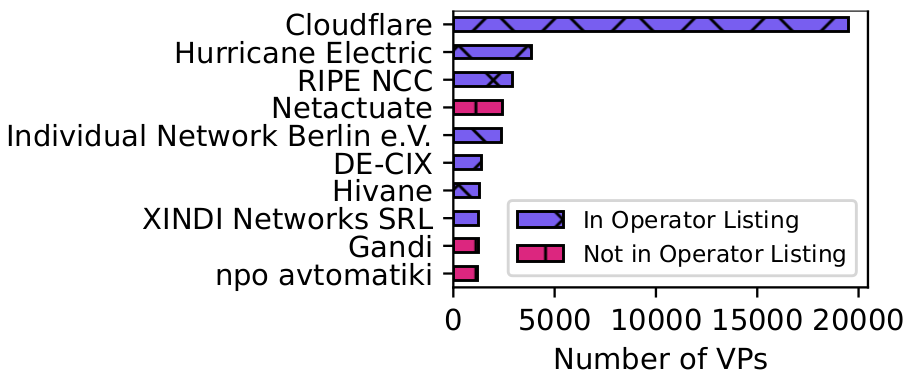 Cloudflare
Hurricane Electric
RIPE NCC
Netactuate
Individual Network Berlin e.V.
DE-CIX
Hivane
XINDI Networks SRL
Gandi
npo avtomatiki
In Operator Listing
Not in Operator Listing
0 5000 10000 15000 20000
Number of VPs